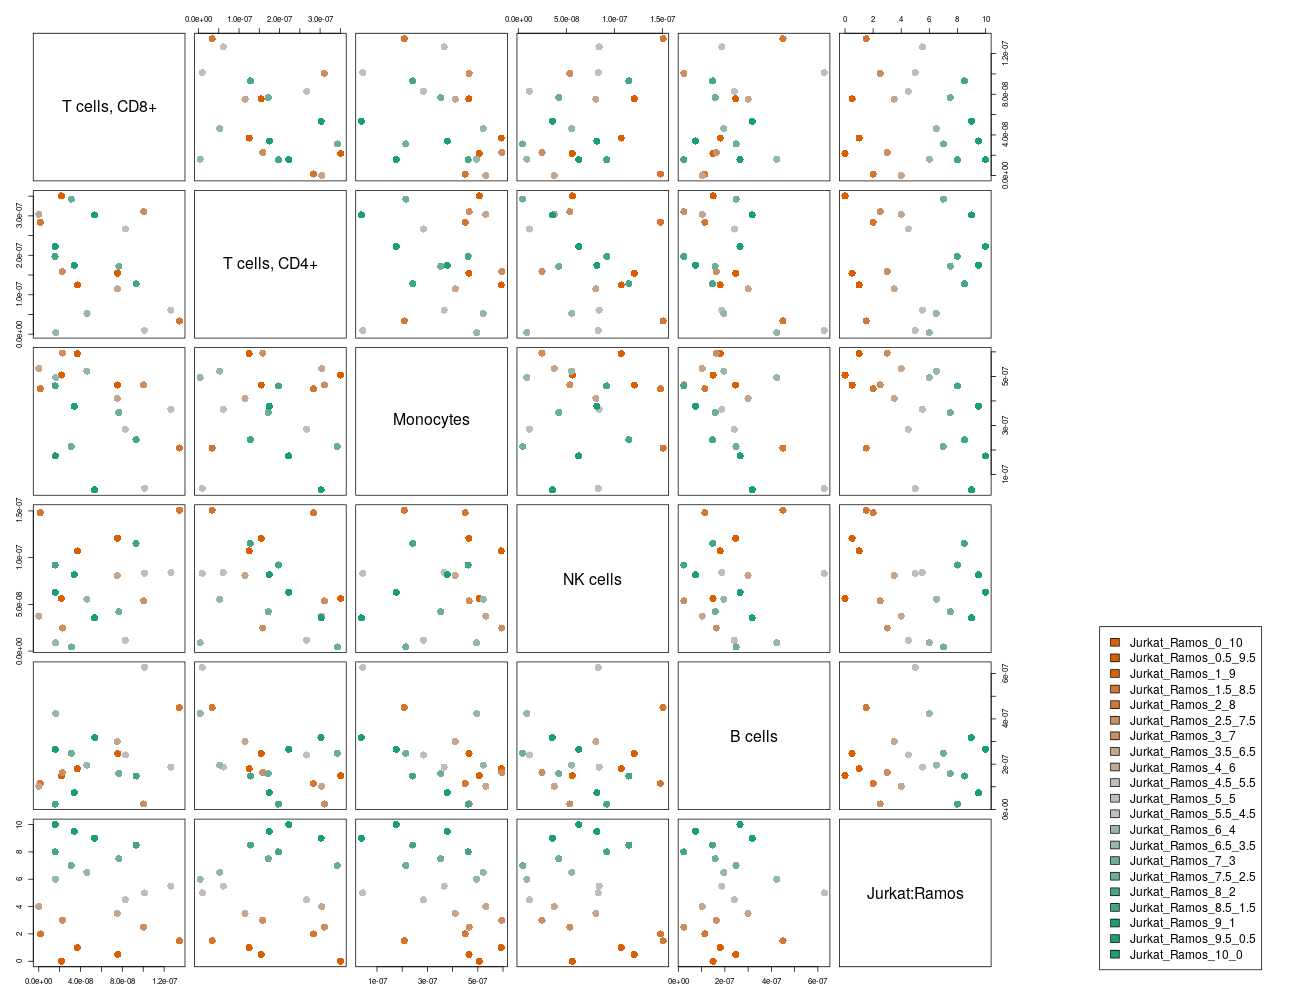 0.0e+00 1.0e-07 2.0e-07 3.0e-07
0.0e+00 5.0e-08 1.0e-07 1.5e-07
0 2 4 6 8 10
T cells, CD8+
0.0e+00 4.0e-08 8.0e-08 1.2e-07
0.0e+00 1.0e-07 2.0e-07 3.0e-07
T cells, CD4+
Monocytes
1e-07 3e-07 5e-07
0.0e+00 5.0e-08 1.0e-07 1.5e-07
NK cells
B cells
0e+00 2e-07 4e-07 6e-07
0 2 4 6 8 10
Jurkat:Ramos
0.0e+00 4.0e-08 8.0e-08 1.2e-07
1e-07 3e-07 5e-07
0e+00 2e-07 4e-07 6e-07
Jurkat_Ramos_0_10
Jurkat_Ramos_0.5_9.5
Jurkat_Ramos_1_9
Jurkat_Ramos_1.5_8.5
Jurkat_Ramos_2_8
Jurkat_Ramos_2.5_7.5
Jurkat_Ramos_3_7
Jurkat_Ramos_3.5_6.5
Jurkat_Ramos_4_6
Jurkat_Ramos_4.5_5.5
Jurkat_Ramos_5_5
Jurkat_Ramos_5.5_4.5
Jurkat_Ramos_6_4
Jurkat_Ramos_6.5_3.5
Jurkat_Ramos_7_3
Jurkat_Ramos_7.5_2.5
Jurkat_Ramos_8_2
Jurkat_Ramos_8.5_1.5
Jurkat_Ramos_9_1
Jurkat_Ramos_9.5_0.5
Jurkat_Ramos_10_0